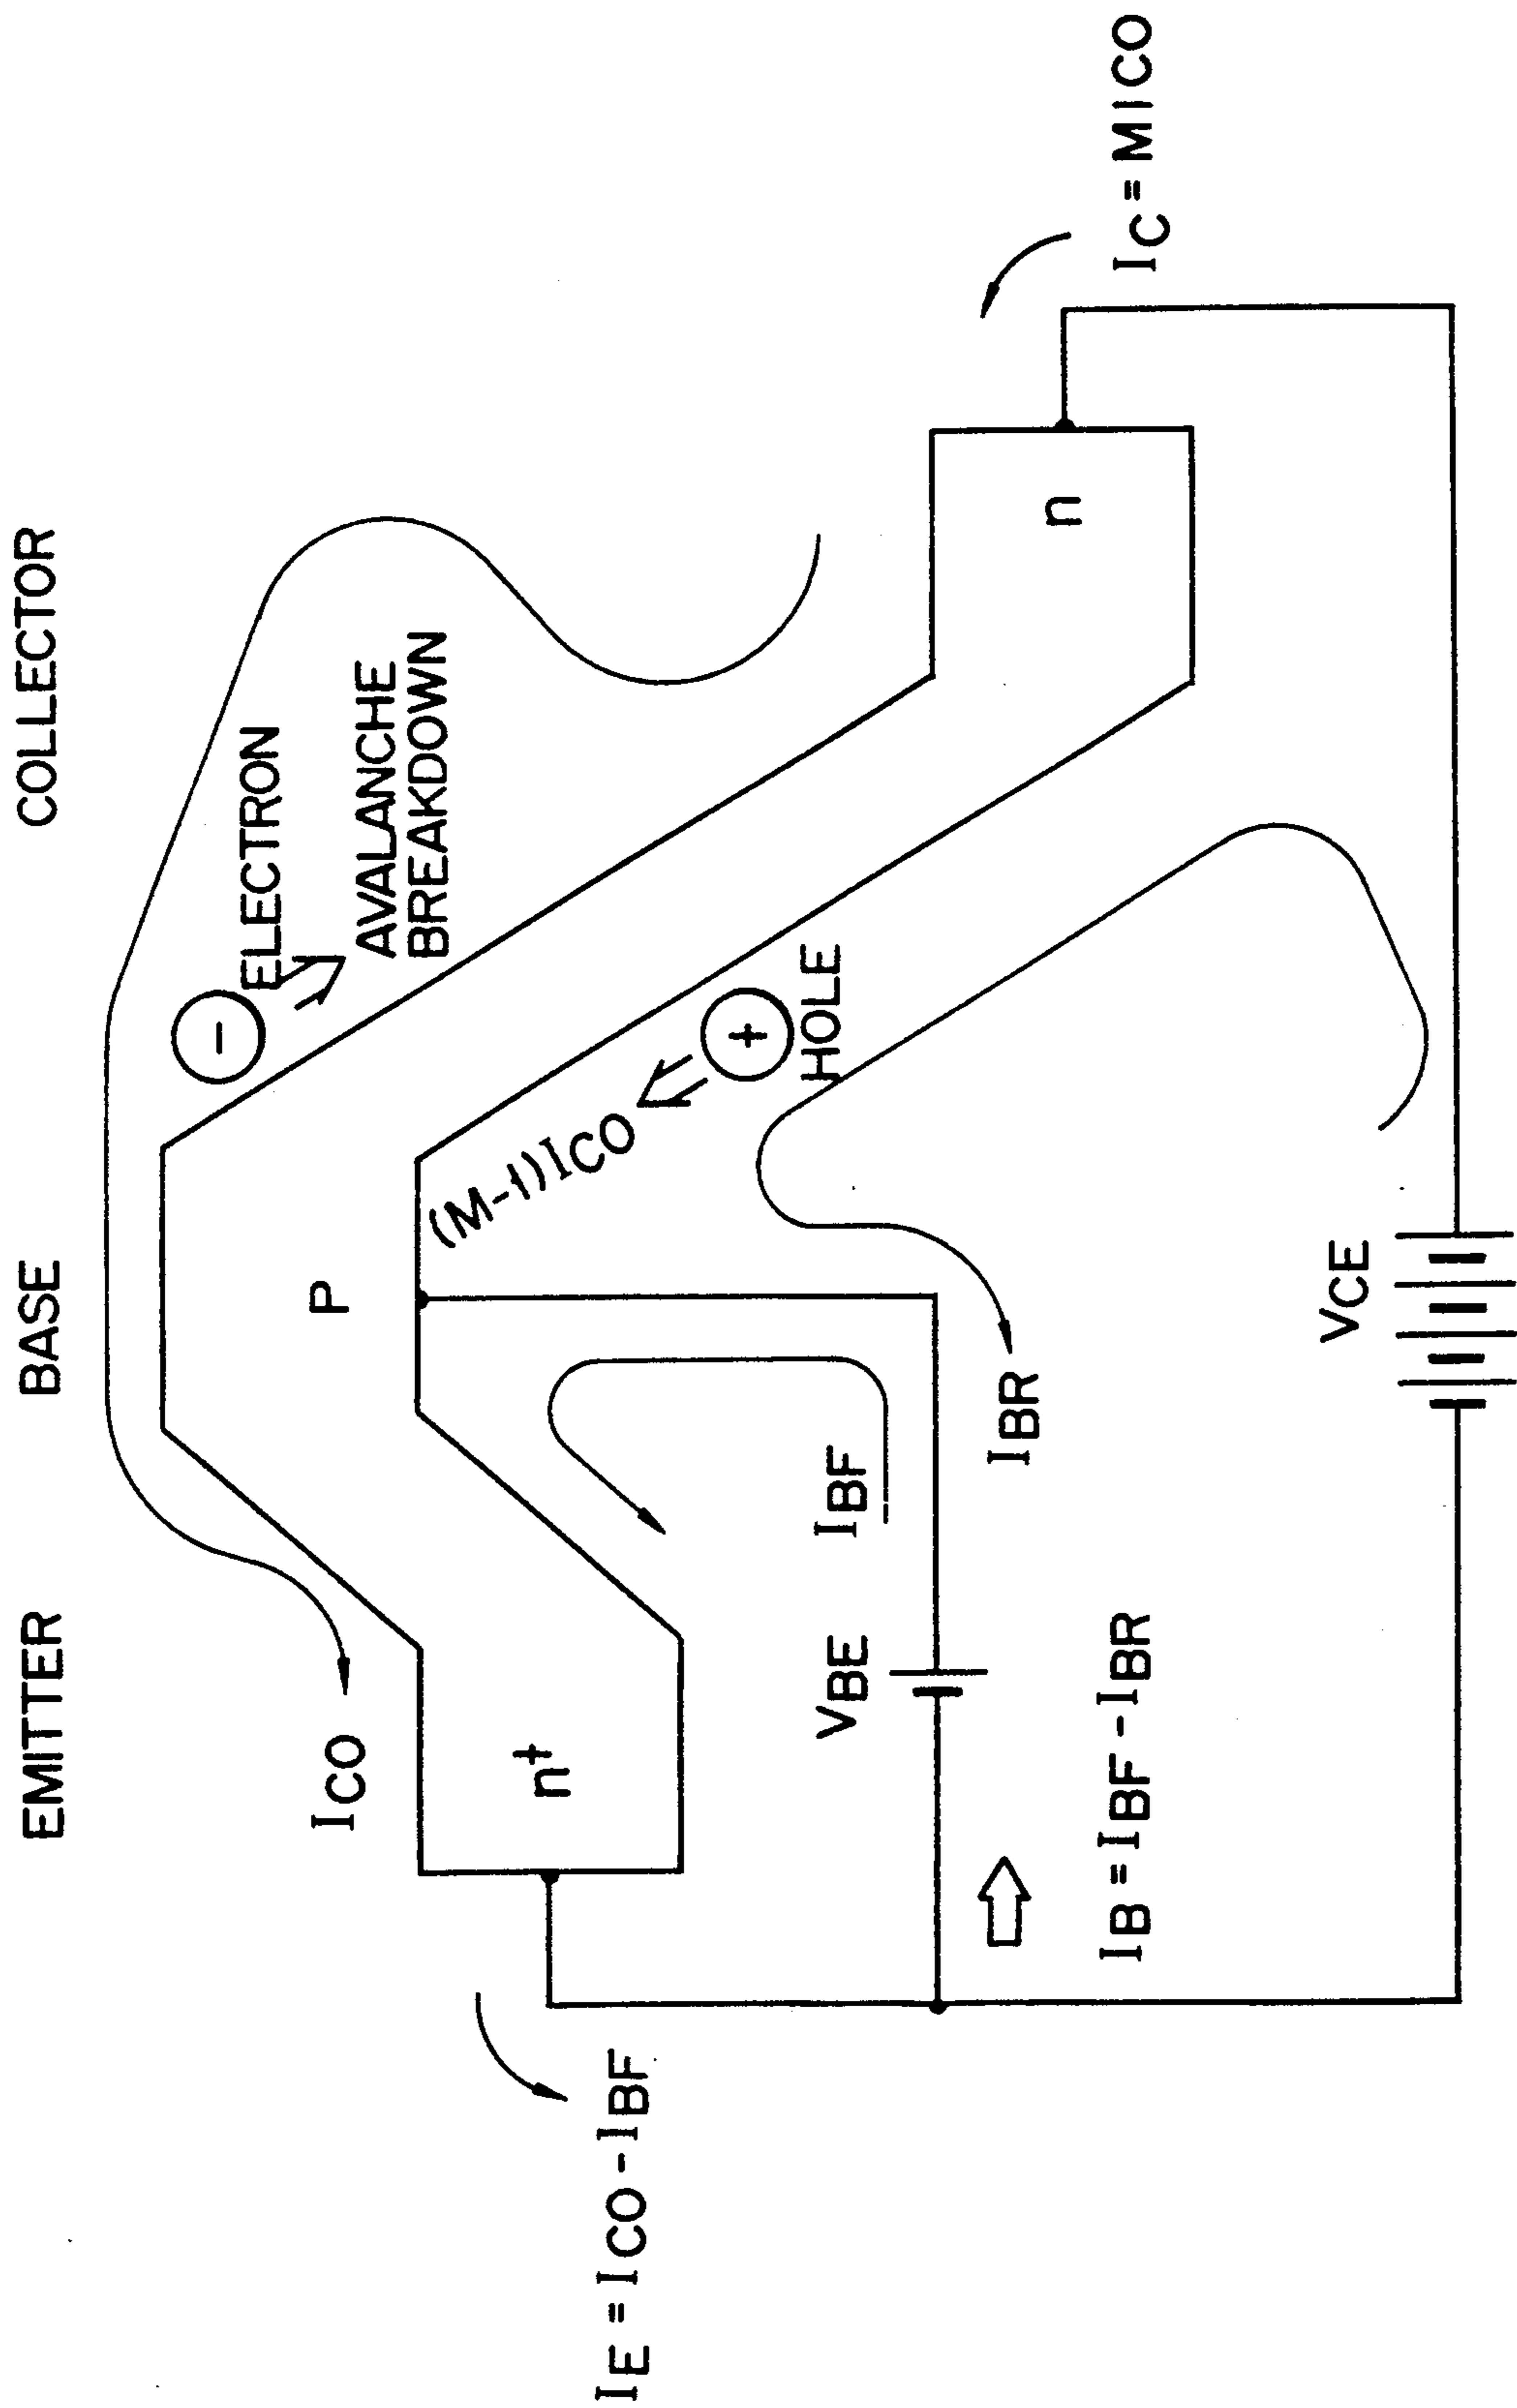 EMITTER BASE COLLECTOR
ELECTRON
−
AVALANCHE
BREAKDOWN
ICO
P
(M-1)ICO
n+
+
HOLE
n
IE = ICO - IBF
VBE
IBF
IBR
IC = MICO
IB = IBF - IBR
VCE